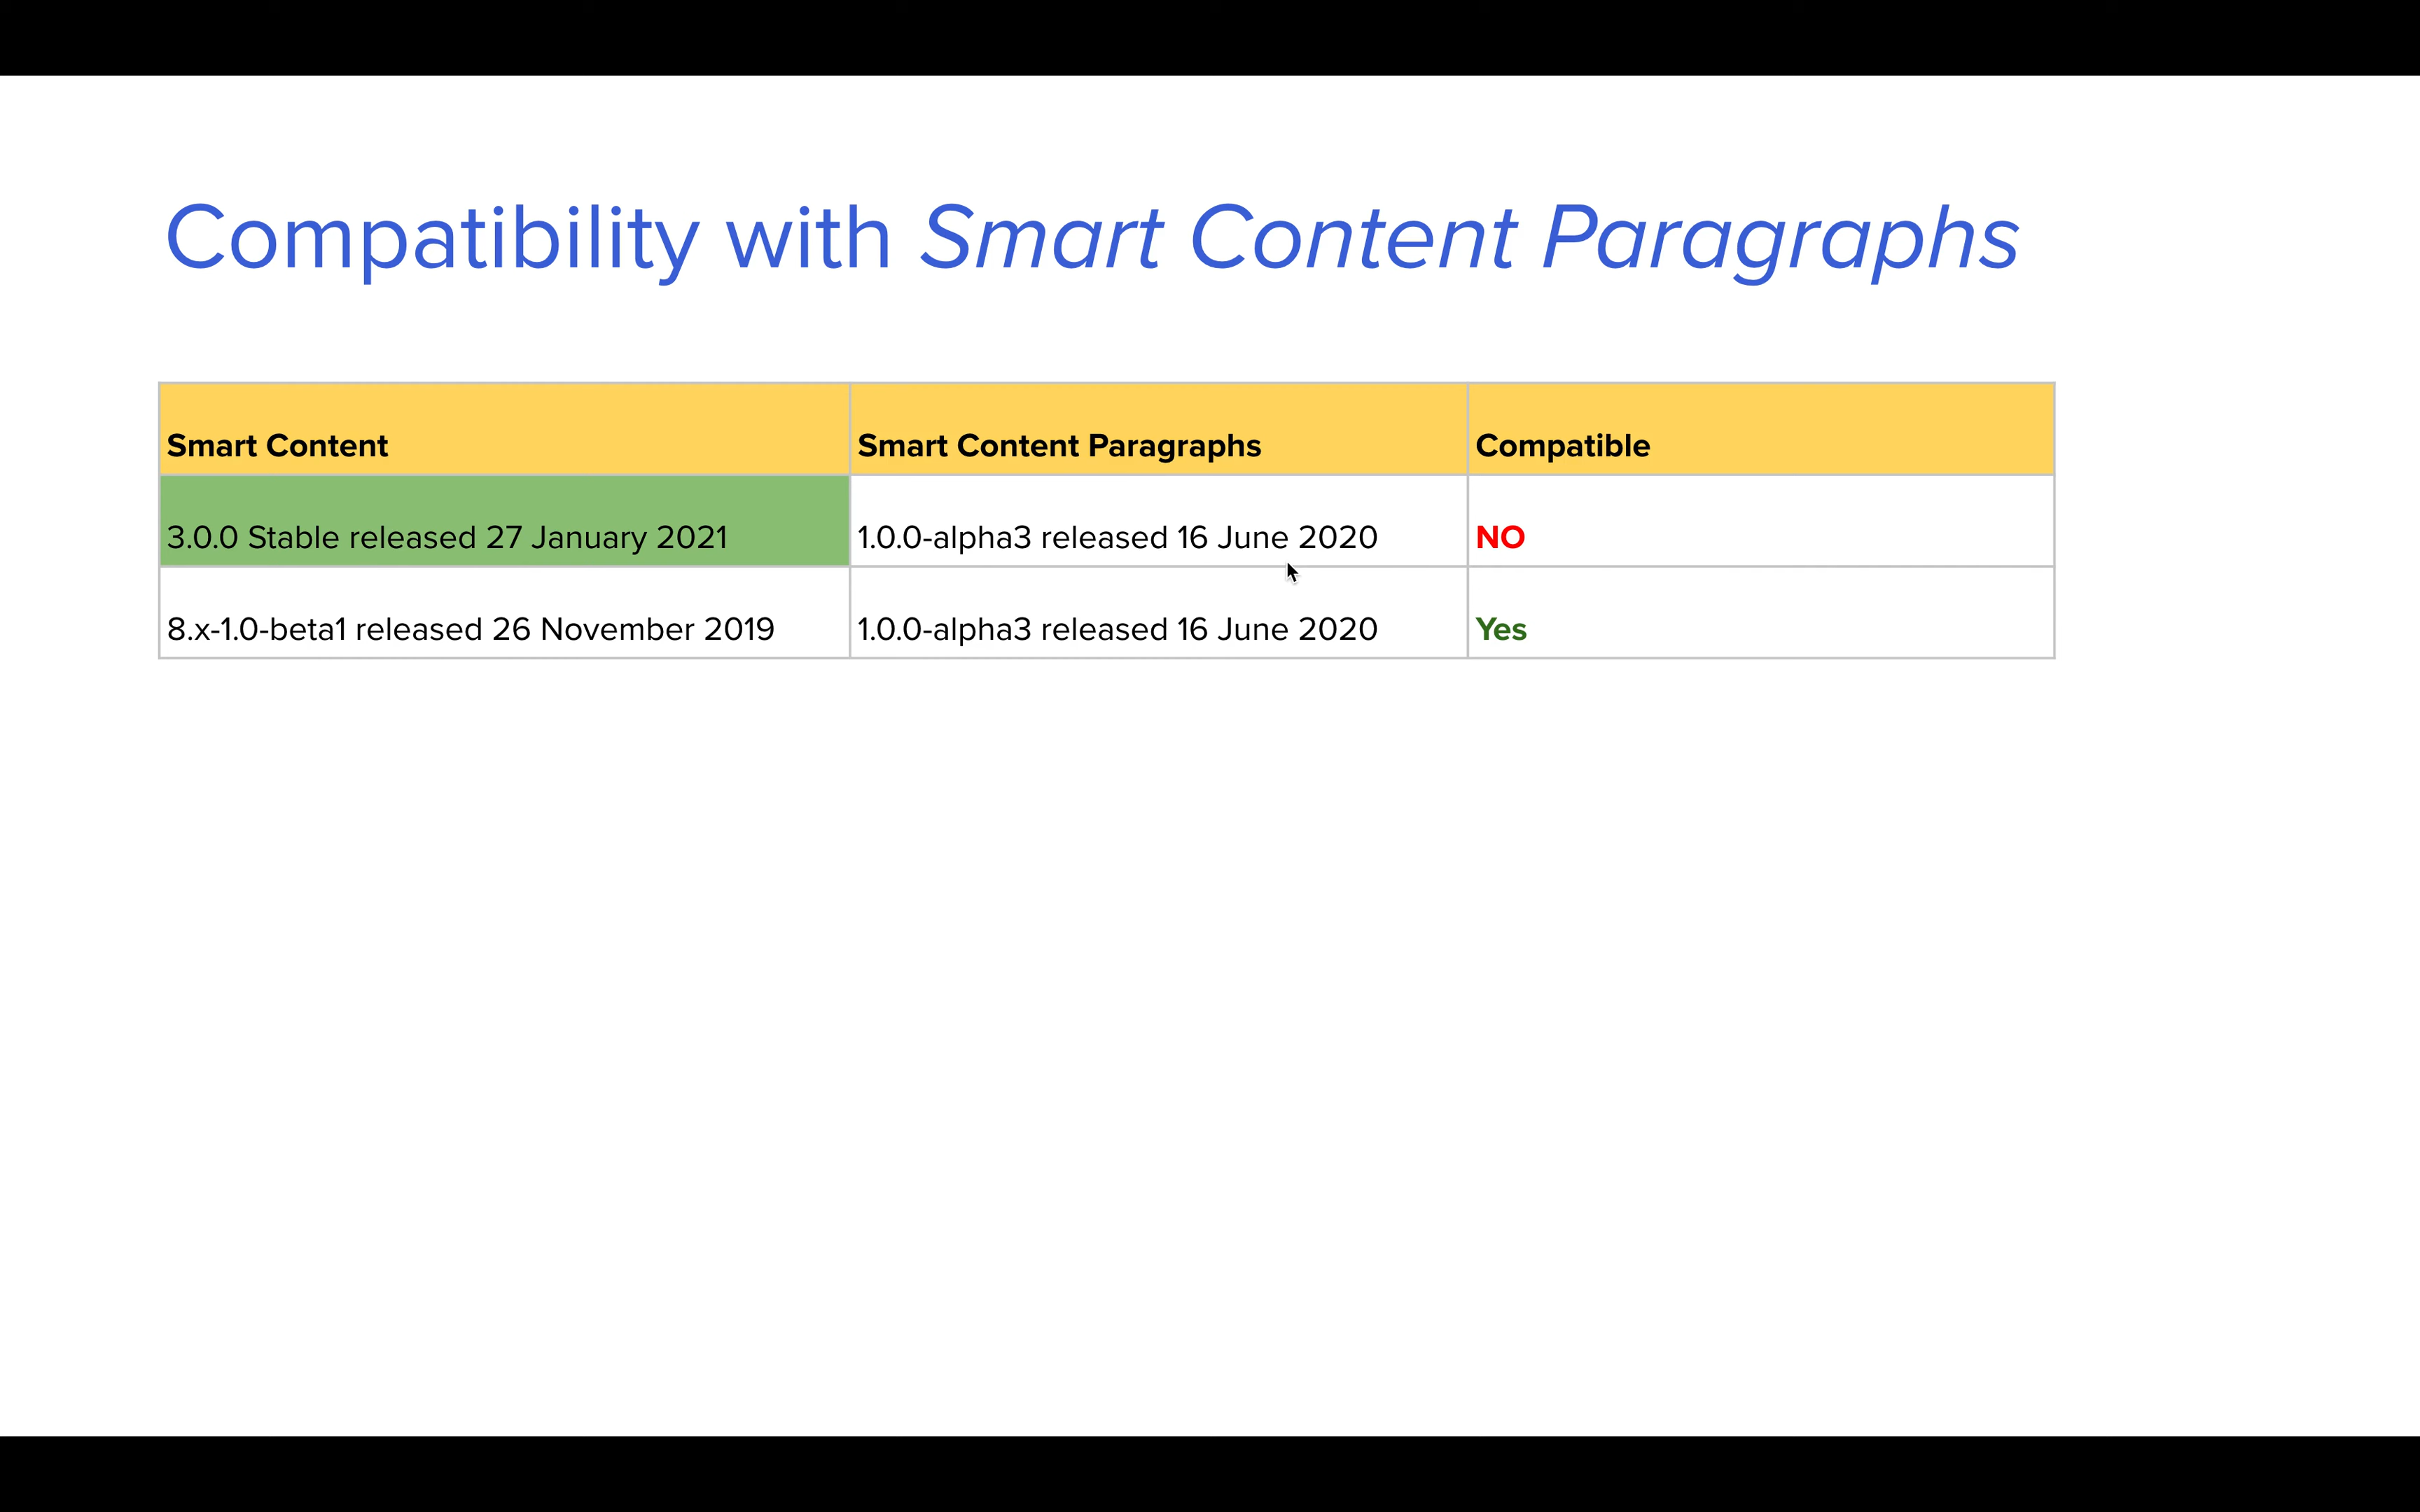 Compatibility with Smart Content Paragraphs
Smart Content Smart Content Paragraphs Compatible
3.0.0 Stable released 27 January 2021 1.0.0-alpha3 released 16 June 2020 NO
8.x-1.0-beta1 released 26 November 2019 1.0.0-alpha3 released 16 June 2020 Yes